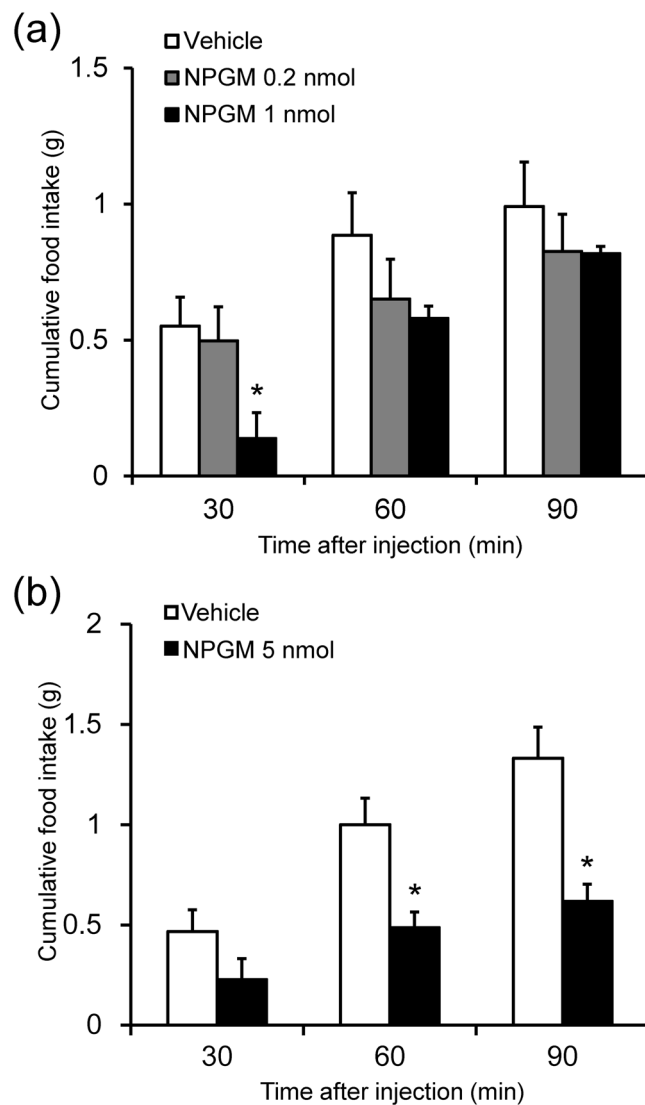 (a)
Vehicle
NPGM 0.2 nmol
NPGM 1 nmol
Cumulative food intake (g)
1.5
1
0.5
0
*
30 60 90
Time after injection (min)
(b)
Vehicle
NPGM 5 nmol
Cumulative food intake (g)
2
1.5
1
0.5
0
*
*
30 60 90
Time after injection (min)